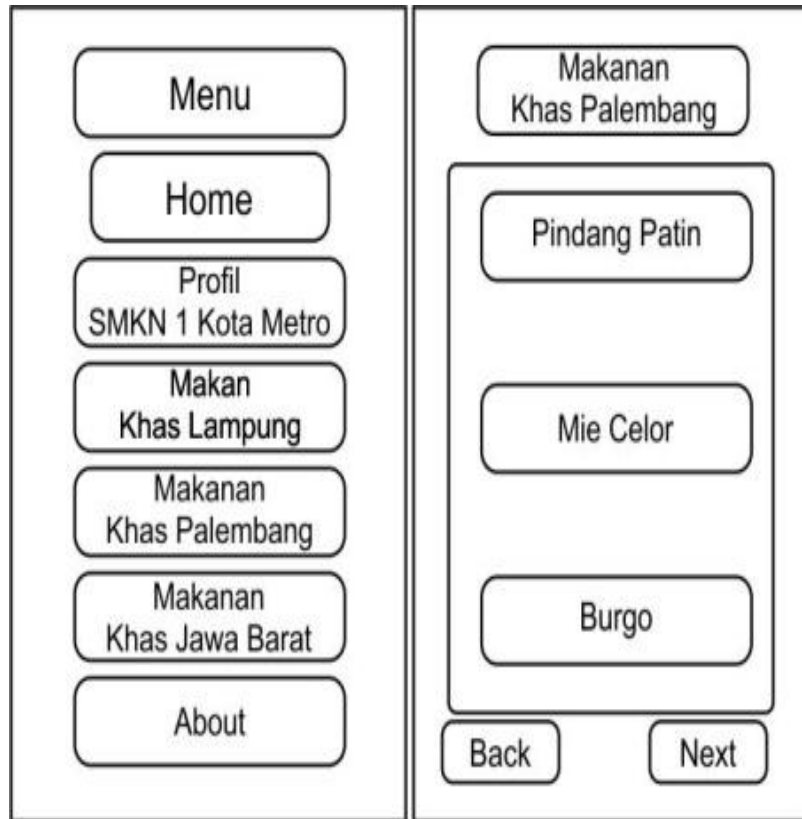 Menu
Home
Profil
SMKN 1 Kota Metro
Makan
Khas Lampung
Makanan
Khas Palembang
Makanan
Khas Jawa Barat
About
Makanan
Khas Palembang
Pindang Patin
Mie Celor
Burgo
Back
Next